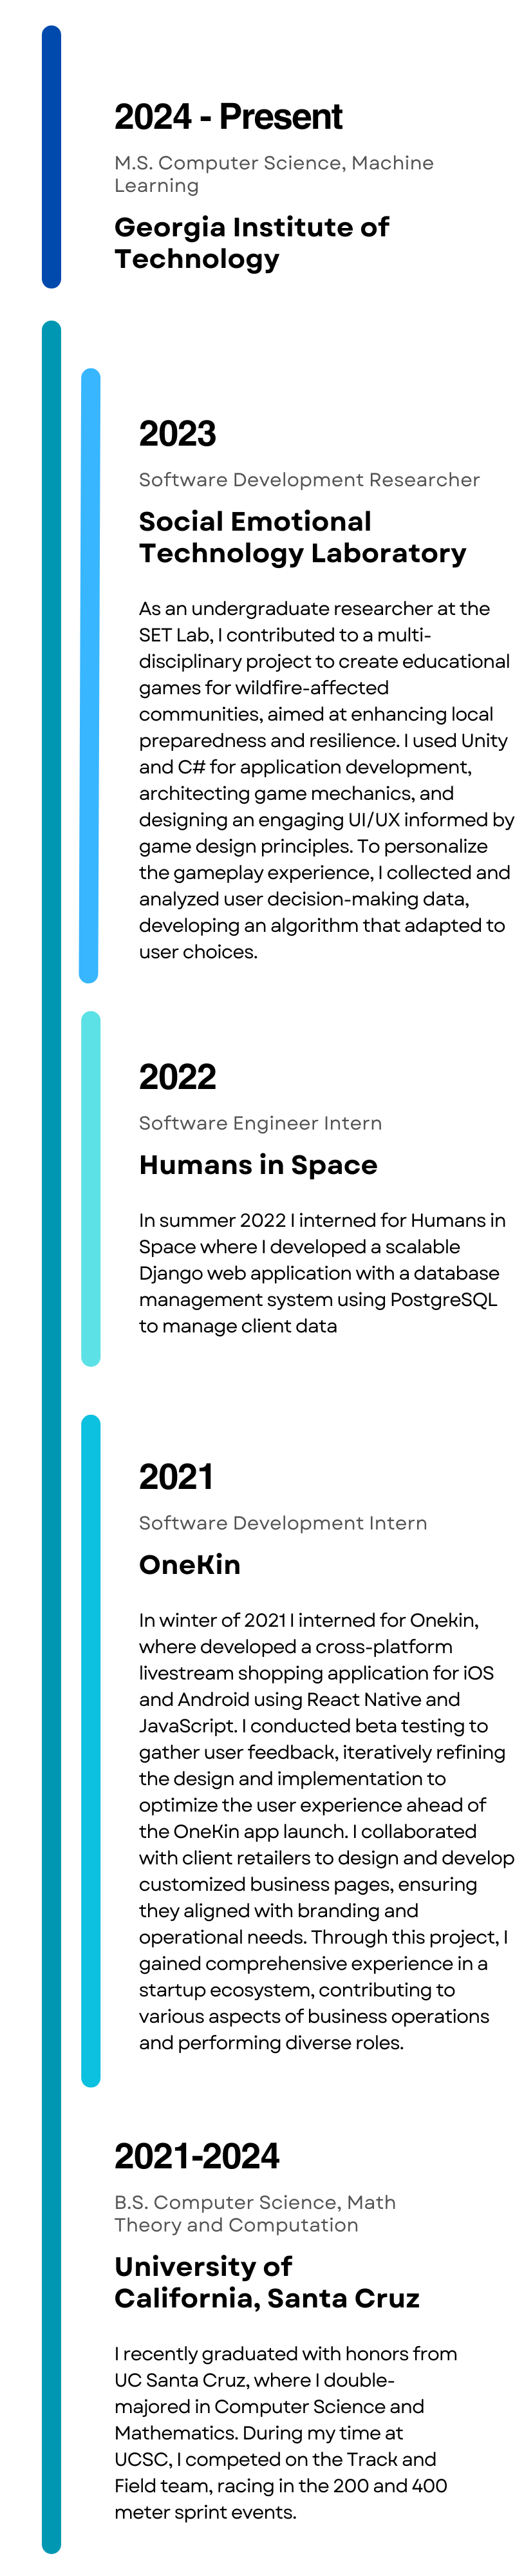 2024 - Present
M.S. Computer Science, Machine
Learning
Georgia Institute of
Technology
2023
Software Development Researcher
Social Emotional
Technology Laboratory
As an undergraduate researcher at the
SET Lab, I contributed to a multi-
disciplinary project to create educational
games for wildfire-affected
communities, aimed at enhancing local
preparedness and resilience. I used Unity
and C# for application development,
architecting game mechanics, and
designing an engaging UI/UX informed by
game design principles. To personalize
the gameplay experience, I collected and
analyzed user decision-making data,
developing an algorithm that adapted to
user choices.
2022
Software Engineer Intern
Humans in Space
In summer 2022 I interned for Humans in
Space where I developed a scalable
Django web application with a database
management system using PostgreSQL
to manage client data
2021
Software Development Intern
OneKin
In winter of 2021 I interned for Onekin,
where developed a cross-platform
livestream shopping application for iOS
and Android using React Native and
JavaScript. I conducted beta testing to
gather user feedback, iteratively refining
the design and implementation to
optimize the user experience ahead of
the OneKin app launch. I collaborated
with client retailers to design and develop
customized business pages, ensuring
they aligned with branding and
operational needs. Through this project, I
gained comprehensive experience in a
startup ecosystem, contributing to
various aspects of business operations
and performing diverse roles.
2021-2024
B.S. Computer Science, Math
Theory and Computation
University of
California, Santa Cruz
I recently graduated with honors from
UC Santa Cruz, where I double-
majored in Computer Science and
Mathematics. During my time at
UCSC, I competed on the Track and
Field team, racing in the 200 and 400
meter sprint events.